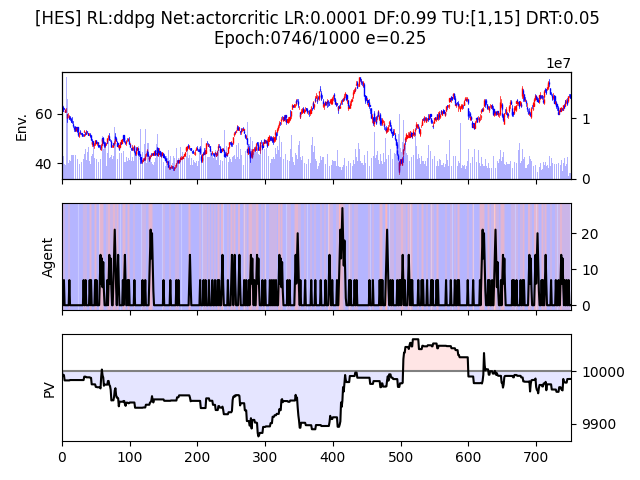 [HES] RL:ddpg Net:actorcritic LR:0.0001 DF:0.99 TU:[1,15] DRT:0.05
Epoch:0746/1000 e=0.25
1e7
Env.
60
40
1
0
Agent
20
10
0
PV
10000
9900
0 100 200 300 400 500 600 700